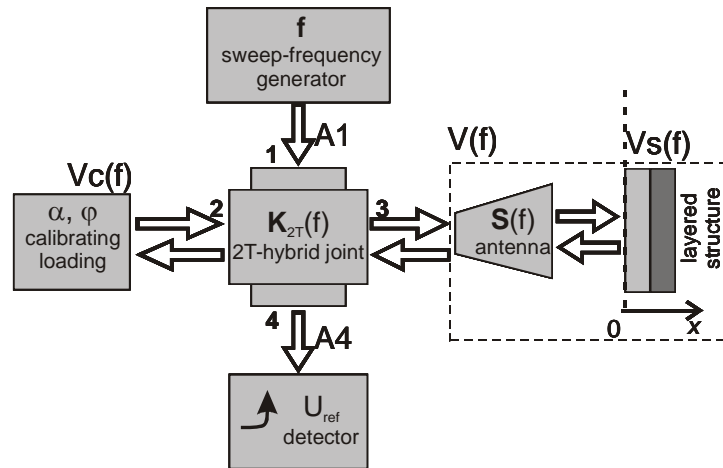 f
sweep-frequency
generator
A1
1
V(f)
Vs(f)
Vc(f)
α, φ
calibrating
loading
2
K2T(f)
2T-hybrid joint
3
S(f)
antenna
layered
structure
4
A4
0
x
Uref
detector